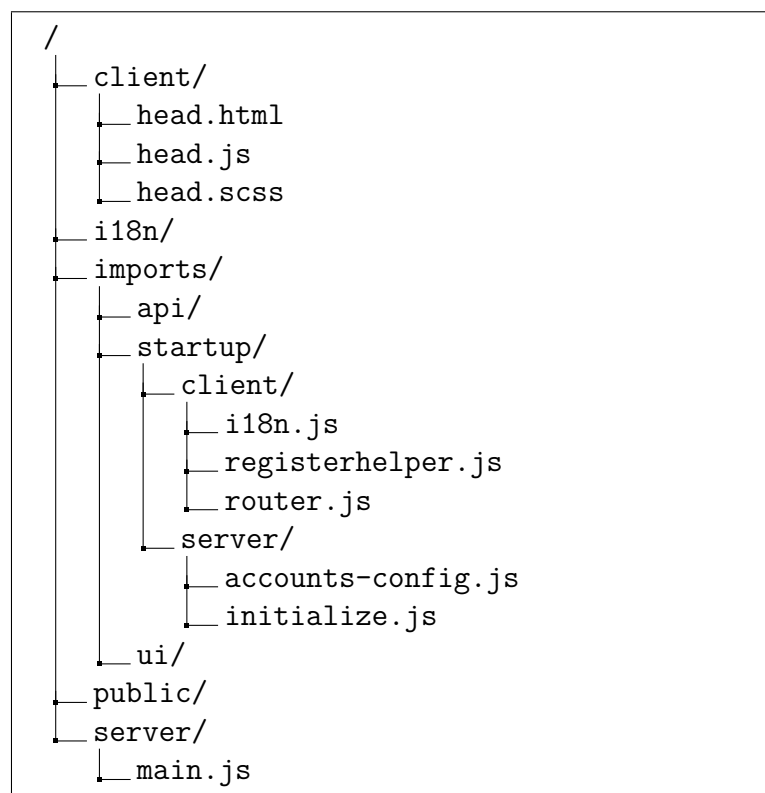 /
client/
head.html
head.js
head.scss
i18n/
imports/
api/
startup/
client/
i18n.js
registerhelper.js
router.js
server/
accounts-config.js
initialize.js
ui/
public/
server/
main.js